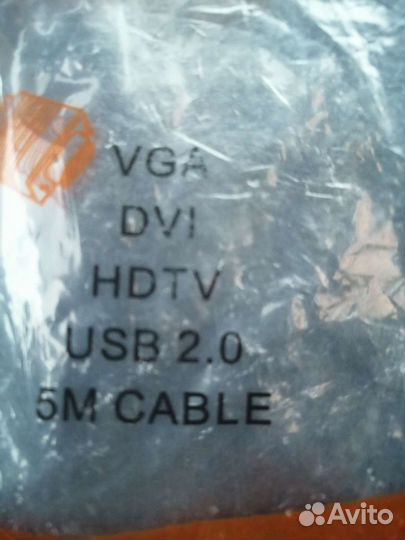 VGA
DVI
HDTV
USB 2.0
5M CABLE
Avito